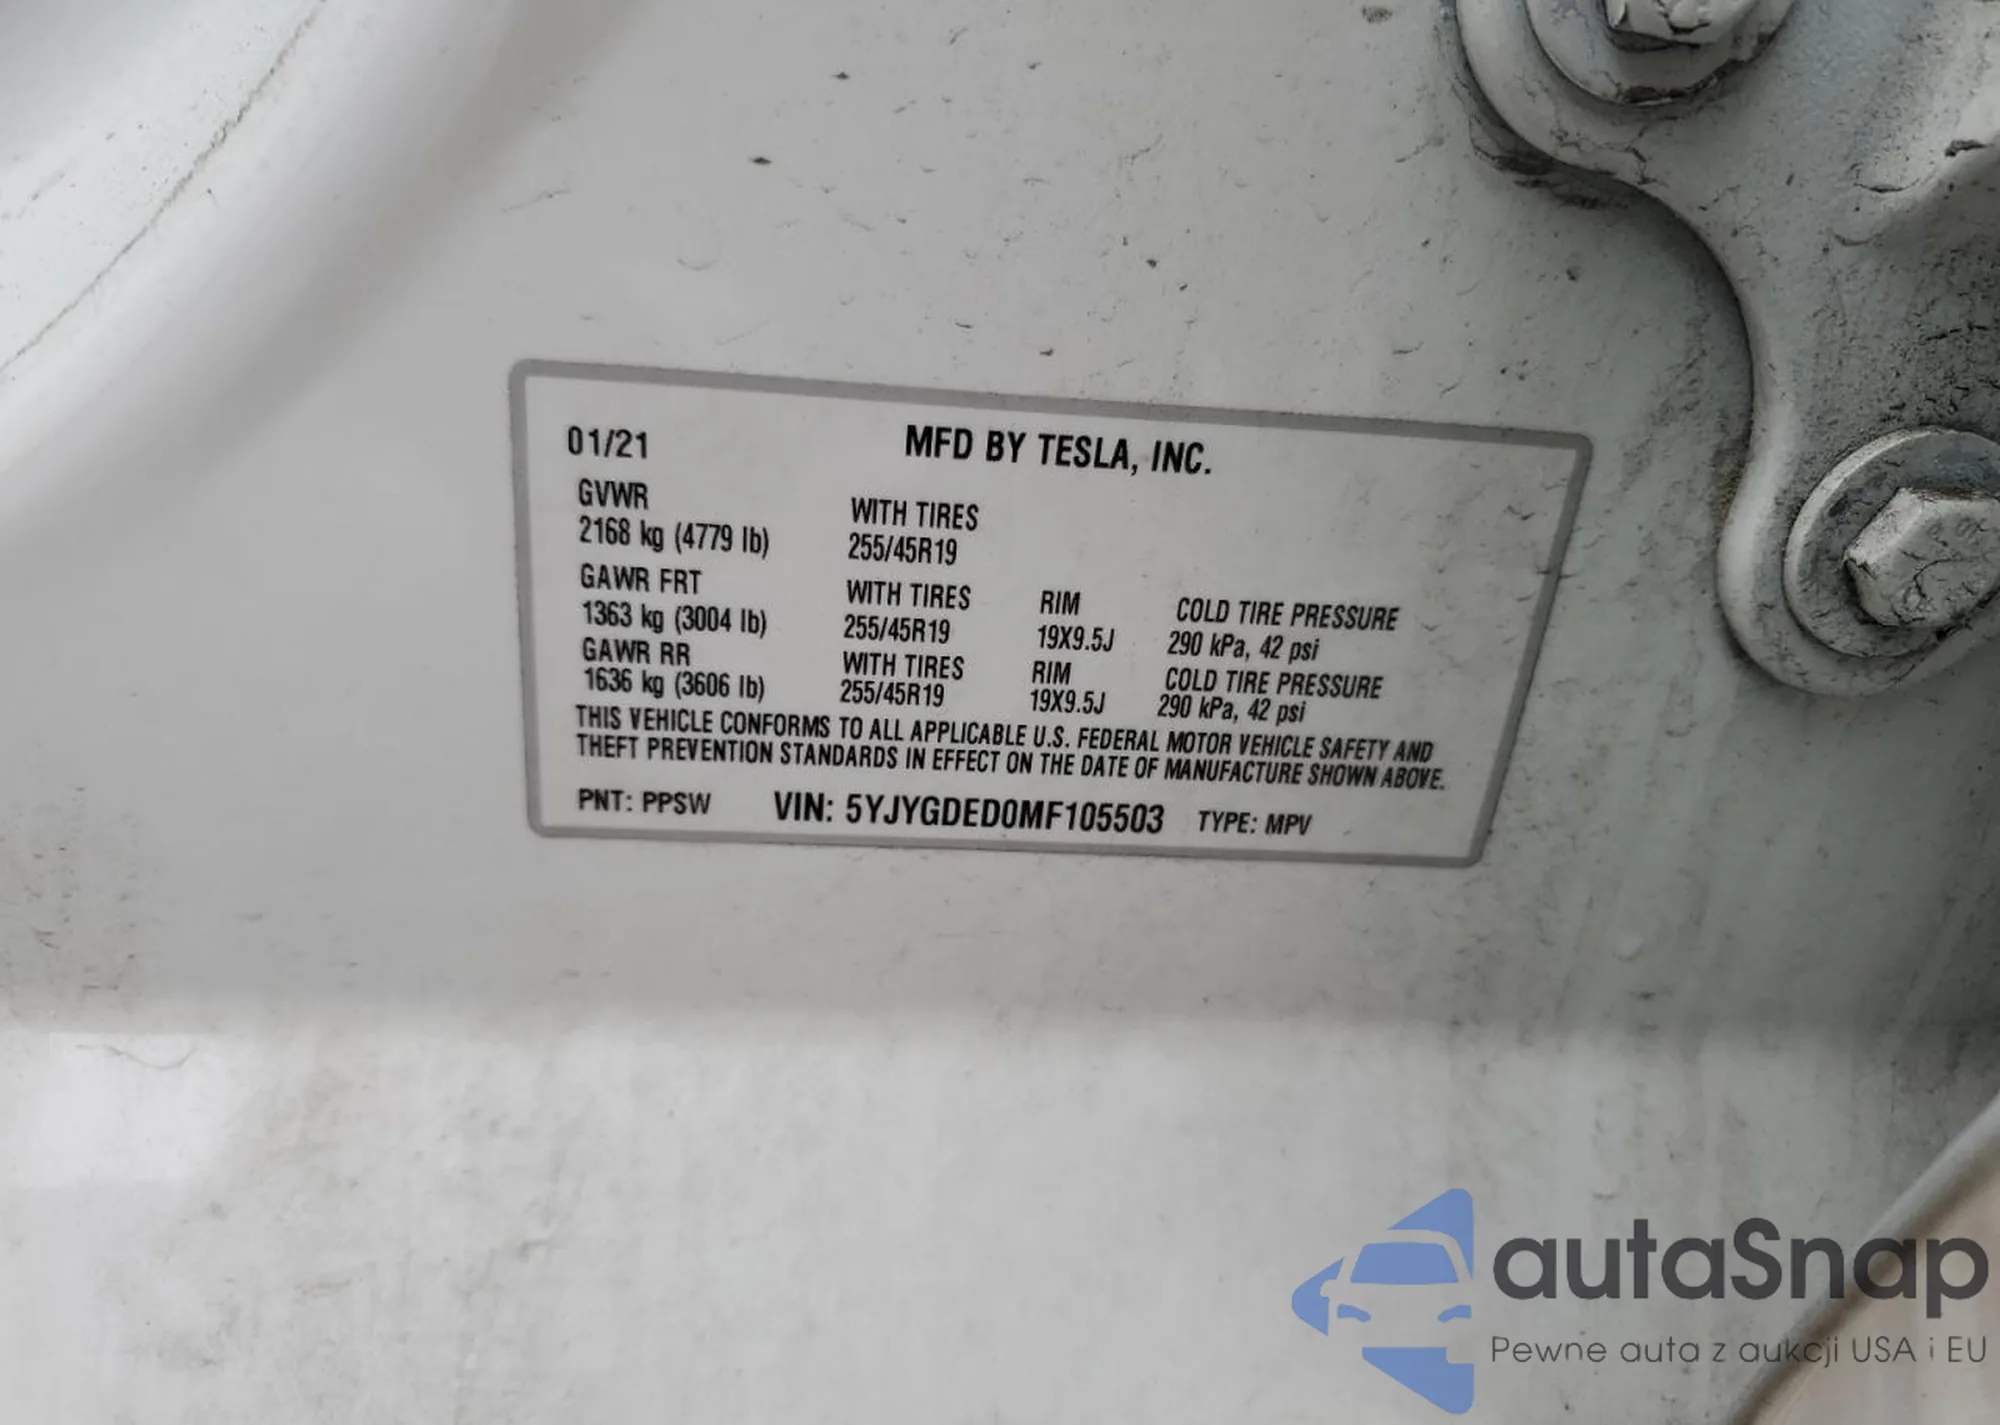 01/21 MFD BY TESLA, INC.
GVWR WITH TIRES
2168 kg (4779 lb) 255/45R19
GAWR FRT WITH TIRES RIM COLD TIRE PRESSURE
1363 kg (3004 lb) 255/45R19 19X9.5J 290 kPa, 42 psi
GAWR RR WITH TIRES RIM COLD TIRE PRESSURE
1636 kg (3606 lb) 255/45R19 19X9.5J 290 kPa, 42 psi
THIS VEHICLE CONFORMS TO ALL APPLICABLE U.S. FEDERAL MOTOR VEHICLE SAFETY AND
THEFT PREVENTION STANDARDS IN EFFECT ON THE DATE OF MANUFACTURE SHOWN ABOVE.
PNT: PPSW VIN: 5YJYGDED0MF105503 TYPE: MPV
autaSnap
Pewne auta z aukcji USA i EU